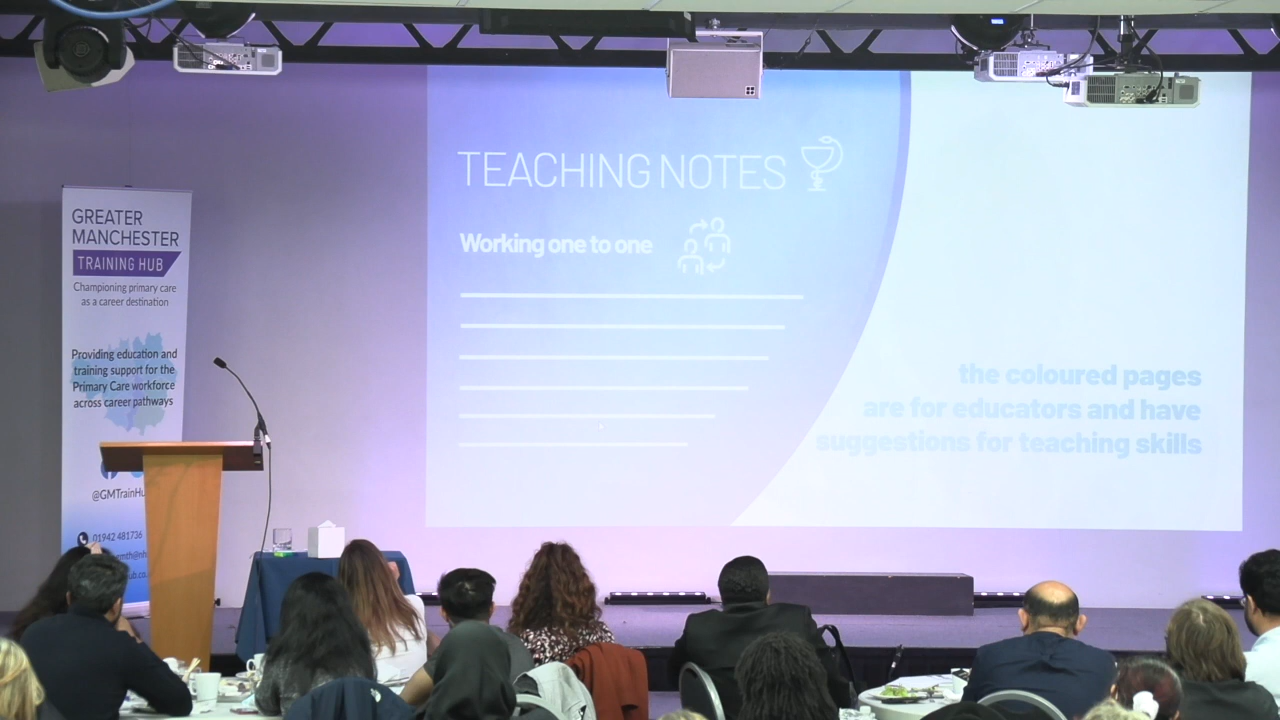 GREATER
MANCHESTER
TRAINING HUB
Championing primary care
as a career destination
Providing education and
training support for the
Primary Care workforce
across career pathways
@GMTrainHu
01942 481736
TEACHING NOTES
Working one to one
the coloured pages
are for educators and have
suggestions for teaching skills